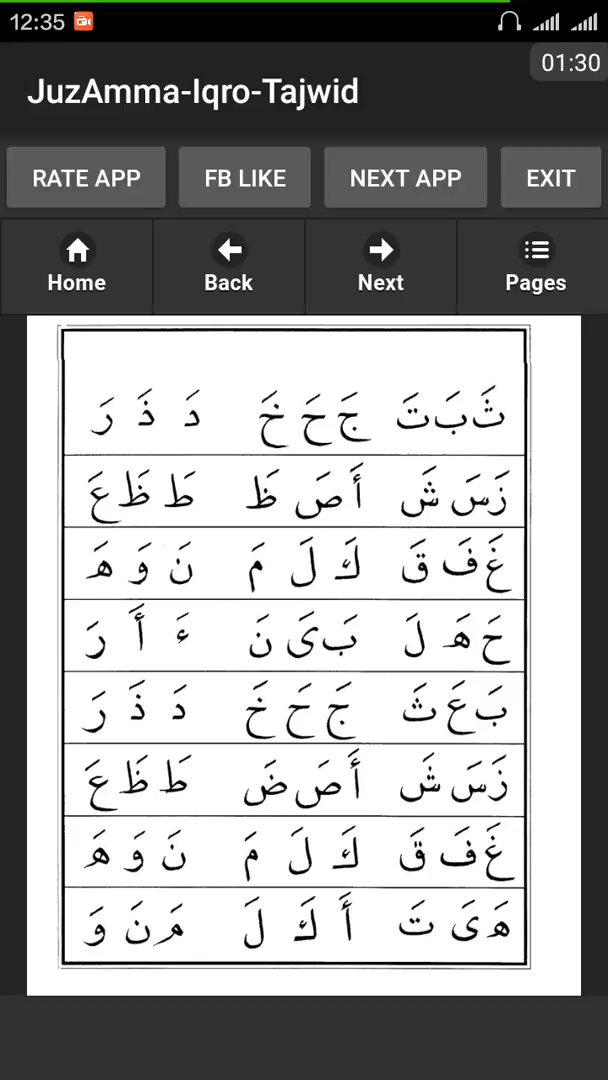 12:35
01:30
JuzAmma-Iqro-Tajwid
RATE APP FB LIKE NEXT APP EXIT
Home Back Next Pages
ثَ بَ تَ جَ حَ خَ دَ ذَ رَ
زَ سَ شَ أَ صَ ظَ طَ ظَ عَ
غَ فَ قَ كَ لَ مَ نَ وَ هَ
حَ هَ لَ بَ ىَ نَ ءَ أَ رَ
بَ عَ ثَ جَ حَ خَ دَ ذَ رَ
زَ سَ شَ أَ صَ ضَ طَ ظَ عَ
غَ فَ قَ كَ لَ مَ نَ وَ هَ
هَ ىَ تَ أَ كَ لَ مَ نَ وَ